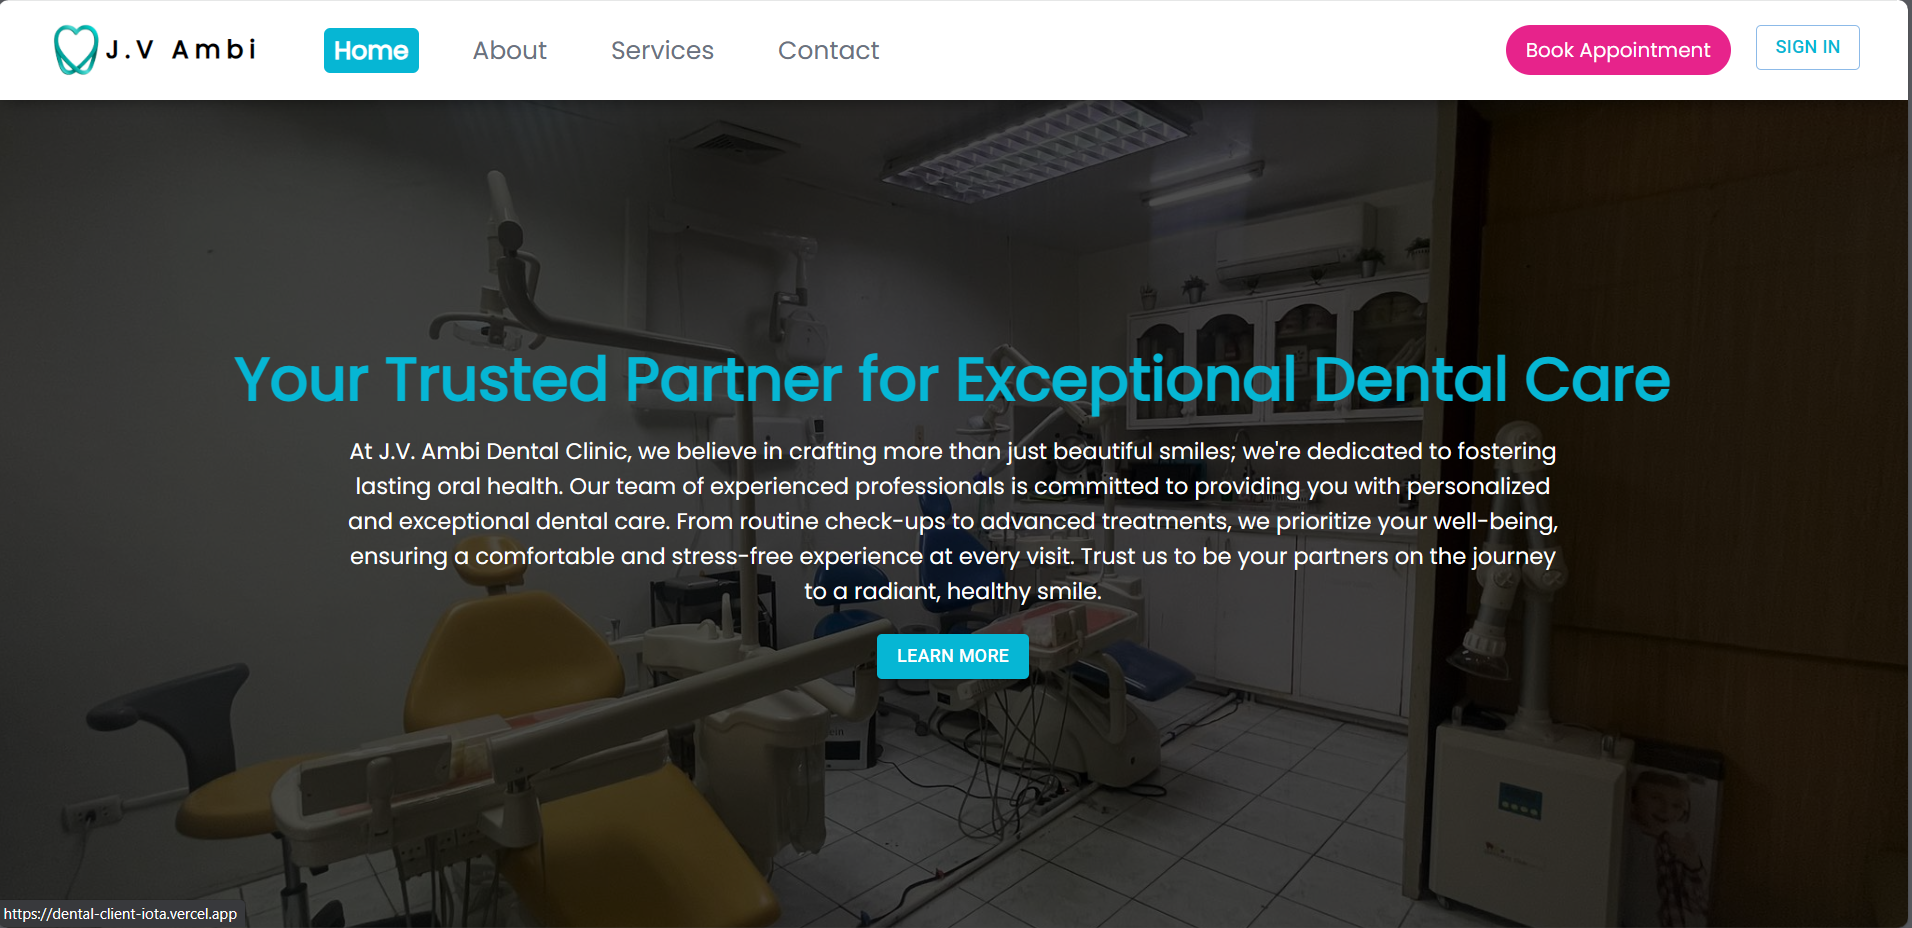 J.V Ambi
Home
About
Services
Contact
Book Appointment
SIGN IN
Your Trusted Partner for Exceptional Dental Care
At J.V. Ambi Dental Clinic, we believe in crafting more than just beautiful smiles; we're dedicated to fostering
lasting oral health. Our team of experienced professionals is committed to providing you with personalized
and exceptional dental care. From routine check-ups to advanced treatments, we prioritize your well-being,
ensuring a comfortable and stress-free experience at every visit. Trust us to be your partners on the journey
to a radiant, healthy smile.
LEARN MORE
https://dental-client-iota.vercel.app